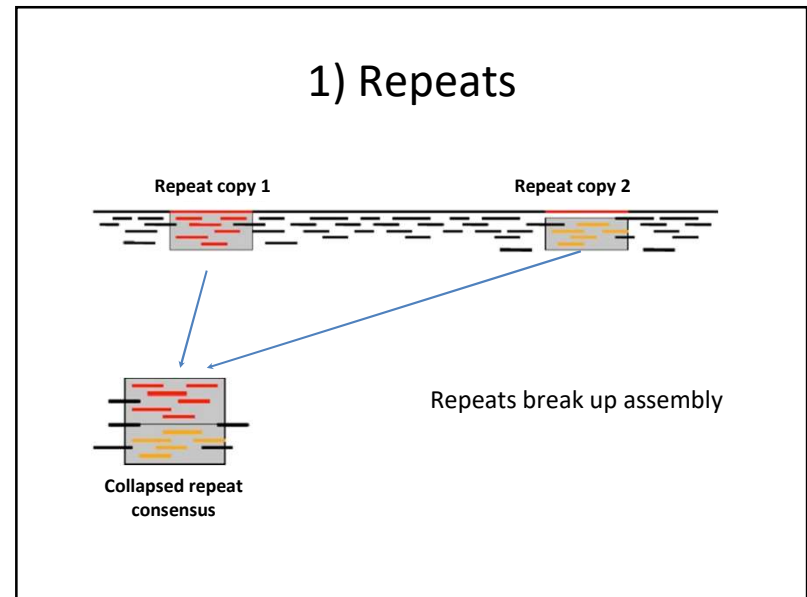 1) Repeats
Repeat copy 1
Repeat copy 2
Repeats break up assembly
Collapsed repeat
consensus